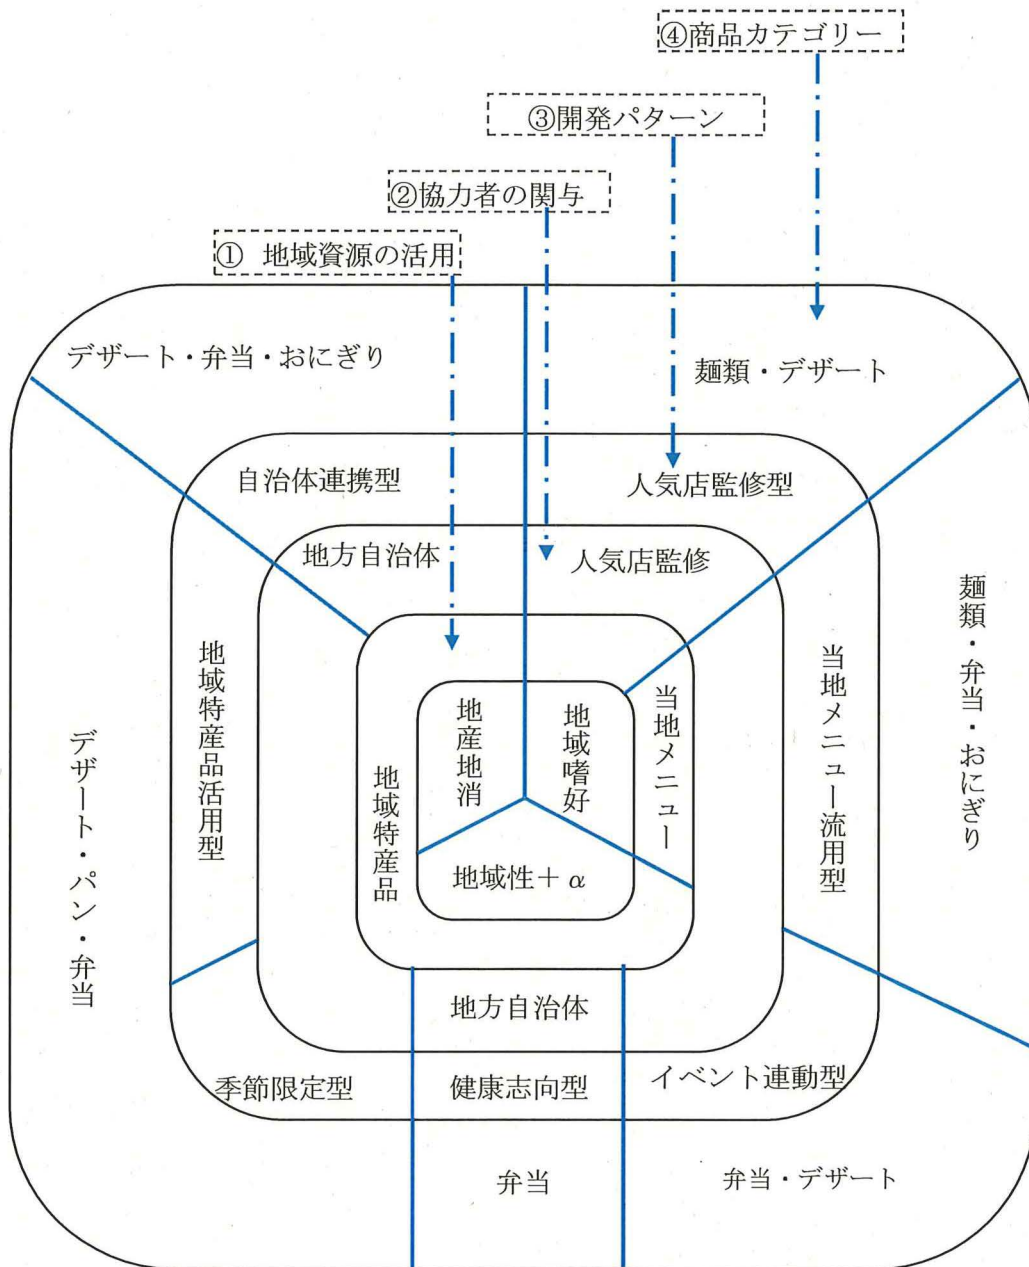 ④商品カテゴリー
③開発パターン
②協力者の関与
① 地域資源の活用
デザート・弁当・おにぎり
麺類・デザート
自治体連携型
人気店監修型
地方自治体
人気店監修
地域特産品活用型
当地メニュー流用型
麺類・弁当・おにぎり
デザート・パン・弁当
地域特産品
当地メニュー
地産地消
地域嗜好
地域性＋α
地方自治体
季節限定型
健康志向型
イベント連動型
弁当
弁当・デザート